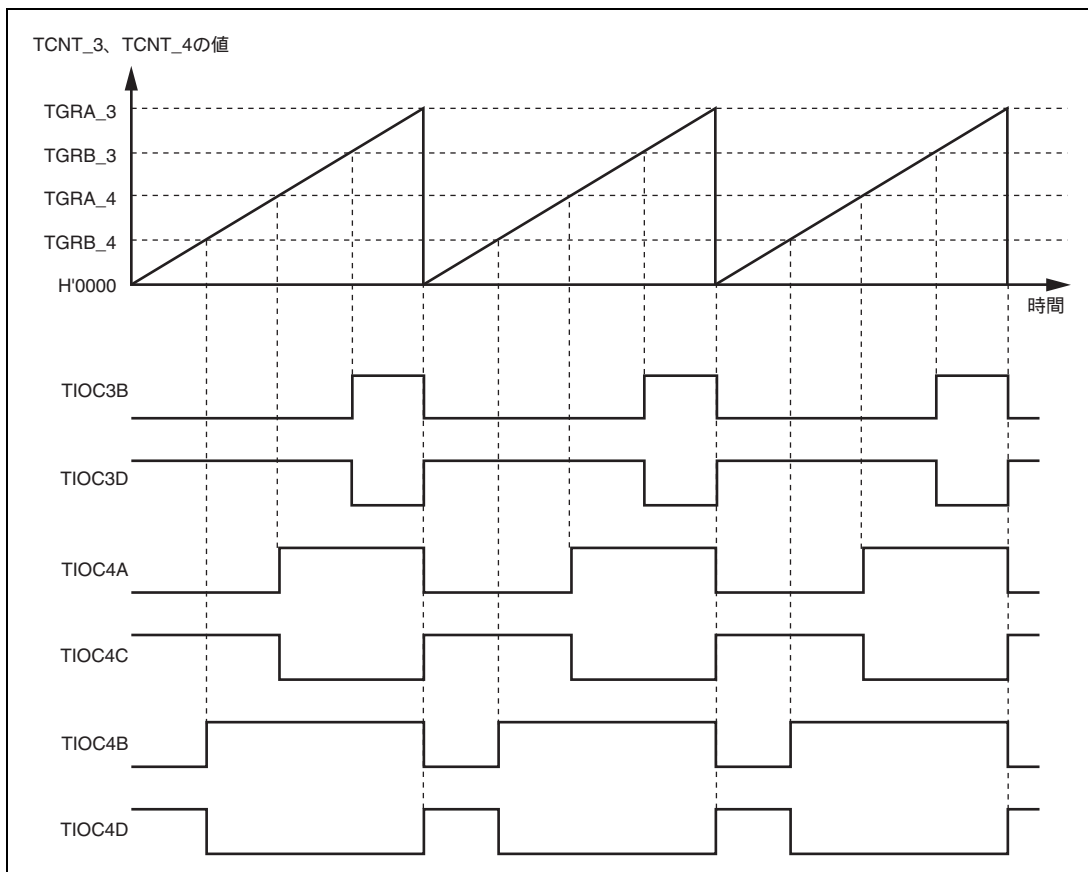 TCNT_3、TCNT_4の値
TGRA_3
TGRB_3
TGRA_4
TGRB_4
H'0000
時間
TIOC3B
TIOC3D
TIOC4A
TIOC4C
TIOC4B
TIOC4D